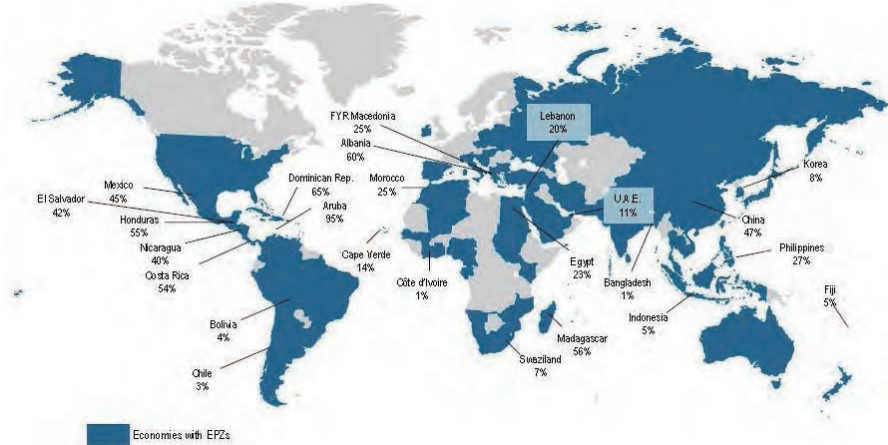 FYR Macedonia
25%
Albania
60%
Lebanon
20%
Korea
8%
Mexico
45%
Dominican Rep.
65%
Morocco
25%
El Salvador
42%
Aruba
95%
U.A.E.
11%
Honduras
55%
China
47%
Nicaragua
40%
Cape Verde
14%
Egypt
23%
Philippines
27%
Costa Rica
54%
Côte d'Ivoire
1%
Bangladesh
1%
Fiji
5%
Bolivia
4%
Indonesia
5%
Madagascar
56%
Swaziland
7%
Chile
3%
Economies with EPZs